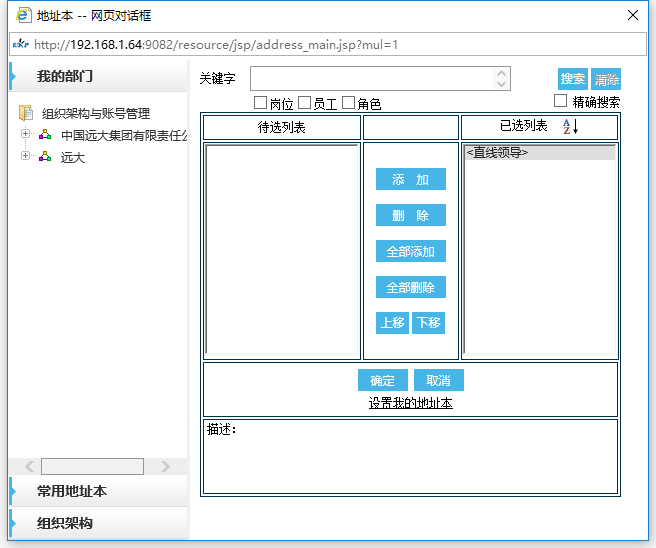 地址本 -- 网页对话框
http://192.168.1.64:9082/resource/jsp/address_main.jsp?mul=1
我的部门
组织架构与账号管理
中国远大集团有限责任公
远大
常用地址本
组织架构
关键字
搜索 清除
岗位 员工 角色 精确搜索
待选列表 已选列表
<直线领导>
添 加
删 除
全部添加
全部删除
上移 下移
确定 取消
设置我的地址本
描述: